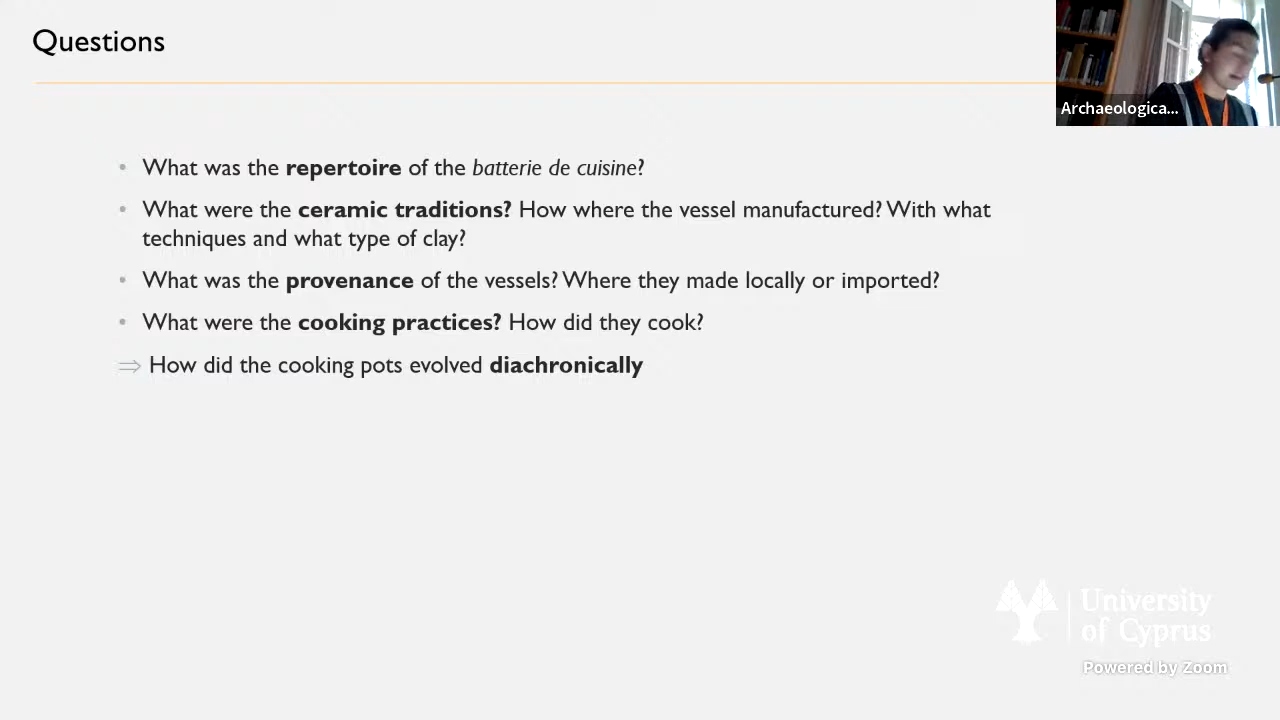 Questions
Archaeologica...
• What was the repertoire of the batterie de cuisine?
• What were the ceramic traditions? How where the vessel manufactured? With what
techniques and what type of clay?
• What was the provenance of the vessels? Where they made locally or imported?
• What were the cooking practices? How did they cook?
⇒ How did the cooking pots evolved diachronically
University
of Cyprus
Powered by Zoom